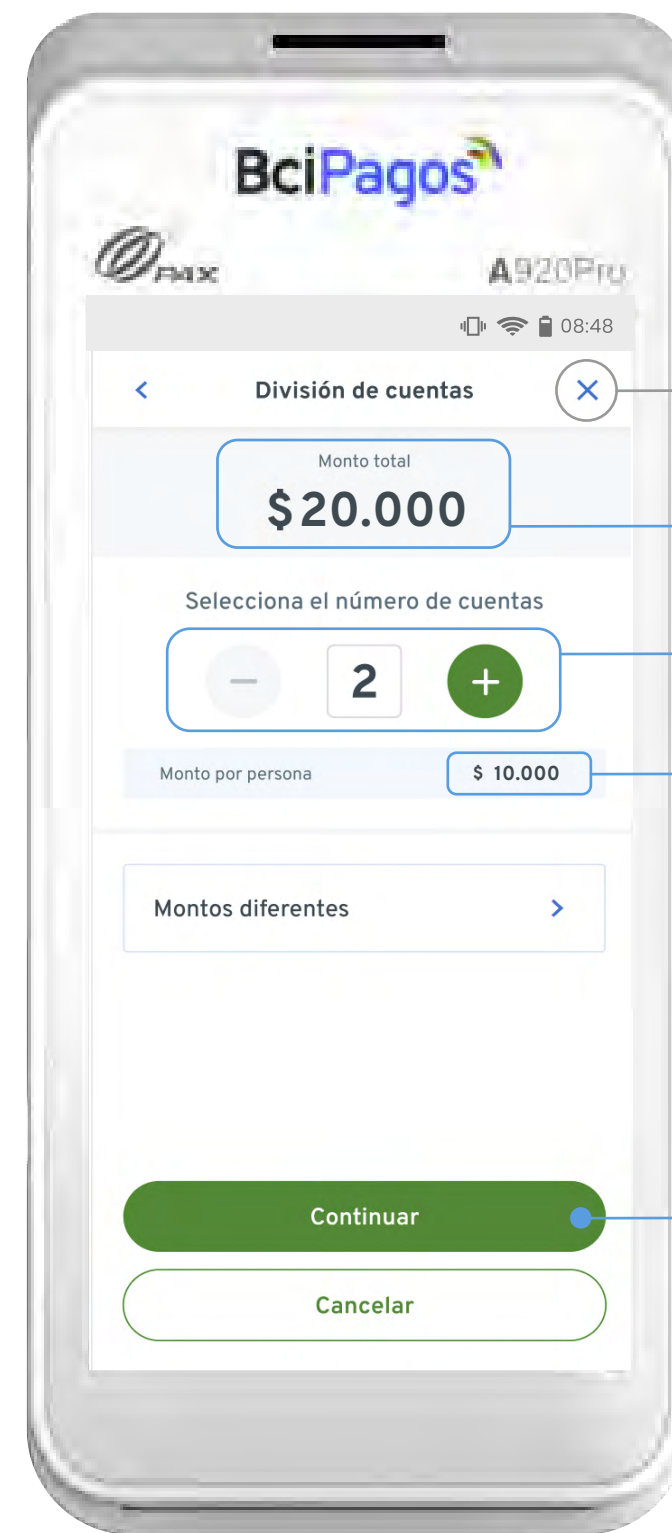 BciPagos
PAX
A920Pro
08:48
División de cuentas
Monto total
$20.000
Selecciona el número de cuentas
2
Monto por persona
$ 10.000
Montos diferentes
Continuar
Cancelar